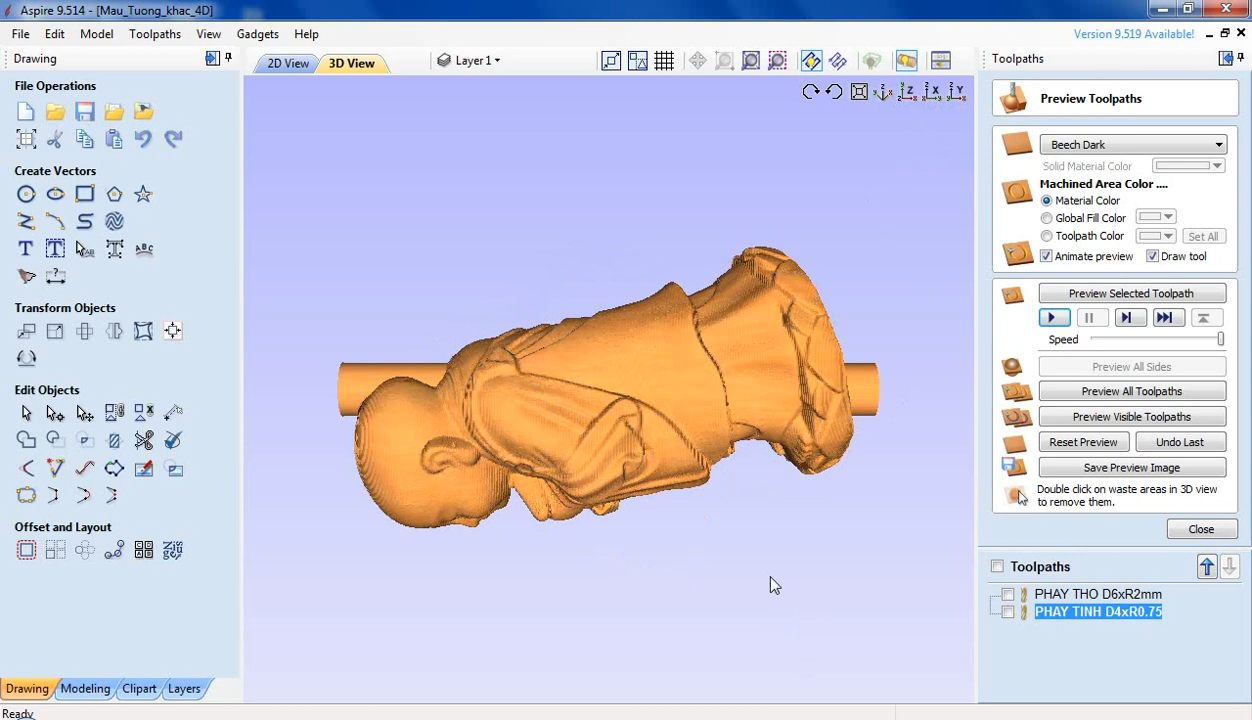 Aspire 9.514 - [Mau_Tuong_khac_4D]
File Edit Model Toolpaths View Gadgets Help
Version 9.519 Available!
Drawing
2D View
3D View
Layer 1
Toolpaths
File Operations
Create Vectors
Transform Objects
Edit Objects
Offset and Layout
Drawing Modeling Clipart Layers
Ready
Preview Toolpaths
Beech Dark
Solid Material Color
Machined Area Color ....
Material Color
Global Fill Color
Toolpath Color
Set All
Animate preview
Draw tool
Preview Selected Toolpath
Speed
Preview All Sides
Preview All Toolpaths
Preview Visible Toolpaths
Reset Preview
Undo Last
Save Preview Image
Double click on waste areas in 3D view
to remove them.
Close
Toolpaths
PHAY THO D6xR2mm
PHAY TINH D4xR0.75